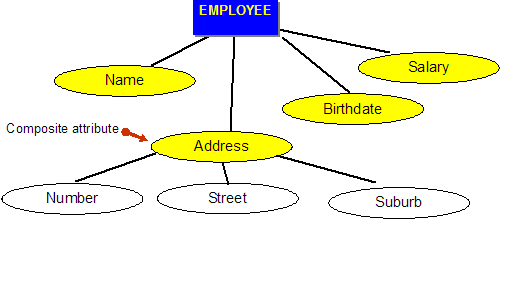 EMPLOYEE
Name
Salary
Birthdate
Composite attribute
Address
Number
Street
Suburb